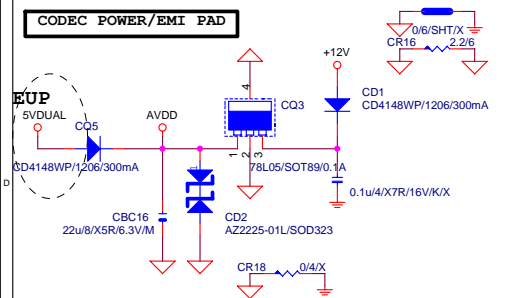 CODEC POWER/EMI PAD
0/6/SHT/X
CR16 2.2/6
+12V
EUP
5VDUAL
AVDD
4
CQ3
CD1
CD4148WP/1206/300mA
CQ5
1 2 3
78L05/SOT89/0.1A
CD4148WP/1206/300mA
D
1
0.1u/4/X7R/16V/K/X
CBC16
22u/8/X5R/6.3V/M
CD2
AZ2225-01L/SOD323
CR18 0/4/X